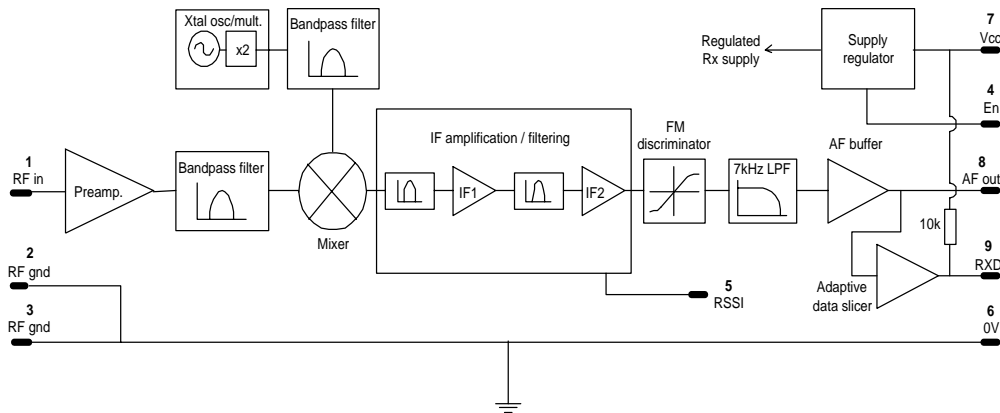 Xtal osc/mult.
x2
Bandpass filter
Regulated
Rx supply
Supply
regulator
7
Vcc
4
En
1
RF in
Preamp.
Bandpass filter
Mixer
IF amplification / filtering
IF1
IF2
FM
discriminator
7kHz LPF
AF buffer
8
AF out
10k
2
RF gnd
3
RF gnd
5
RSSI
Adaptive
data slicer
9
RXD
6
0V